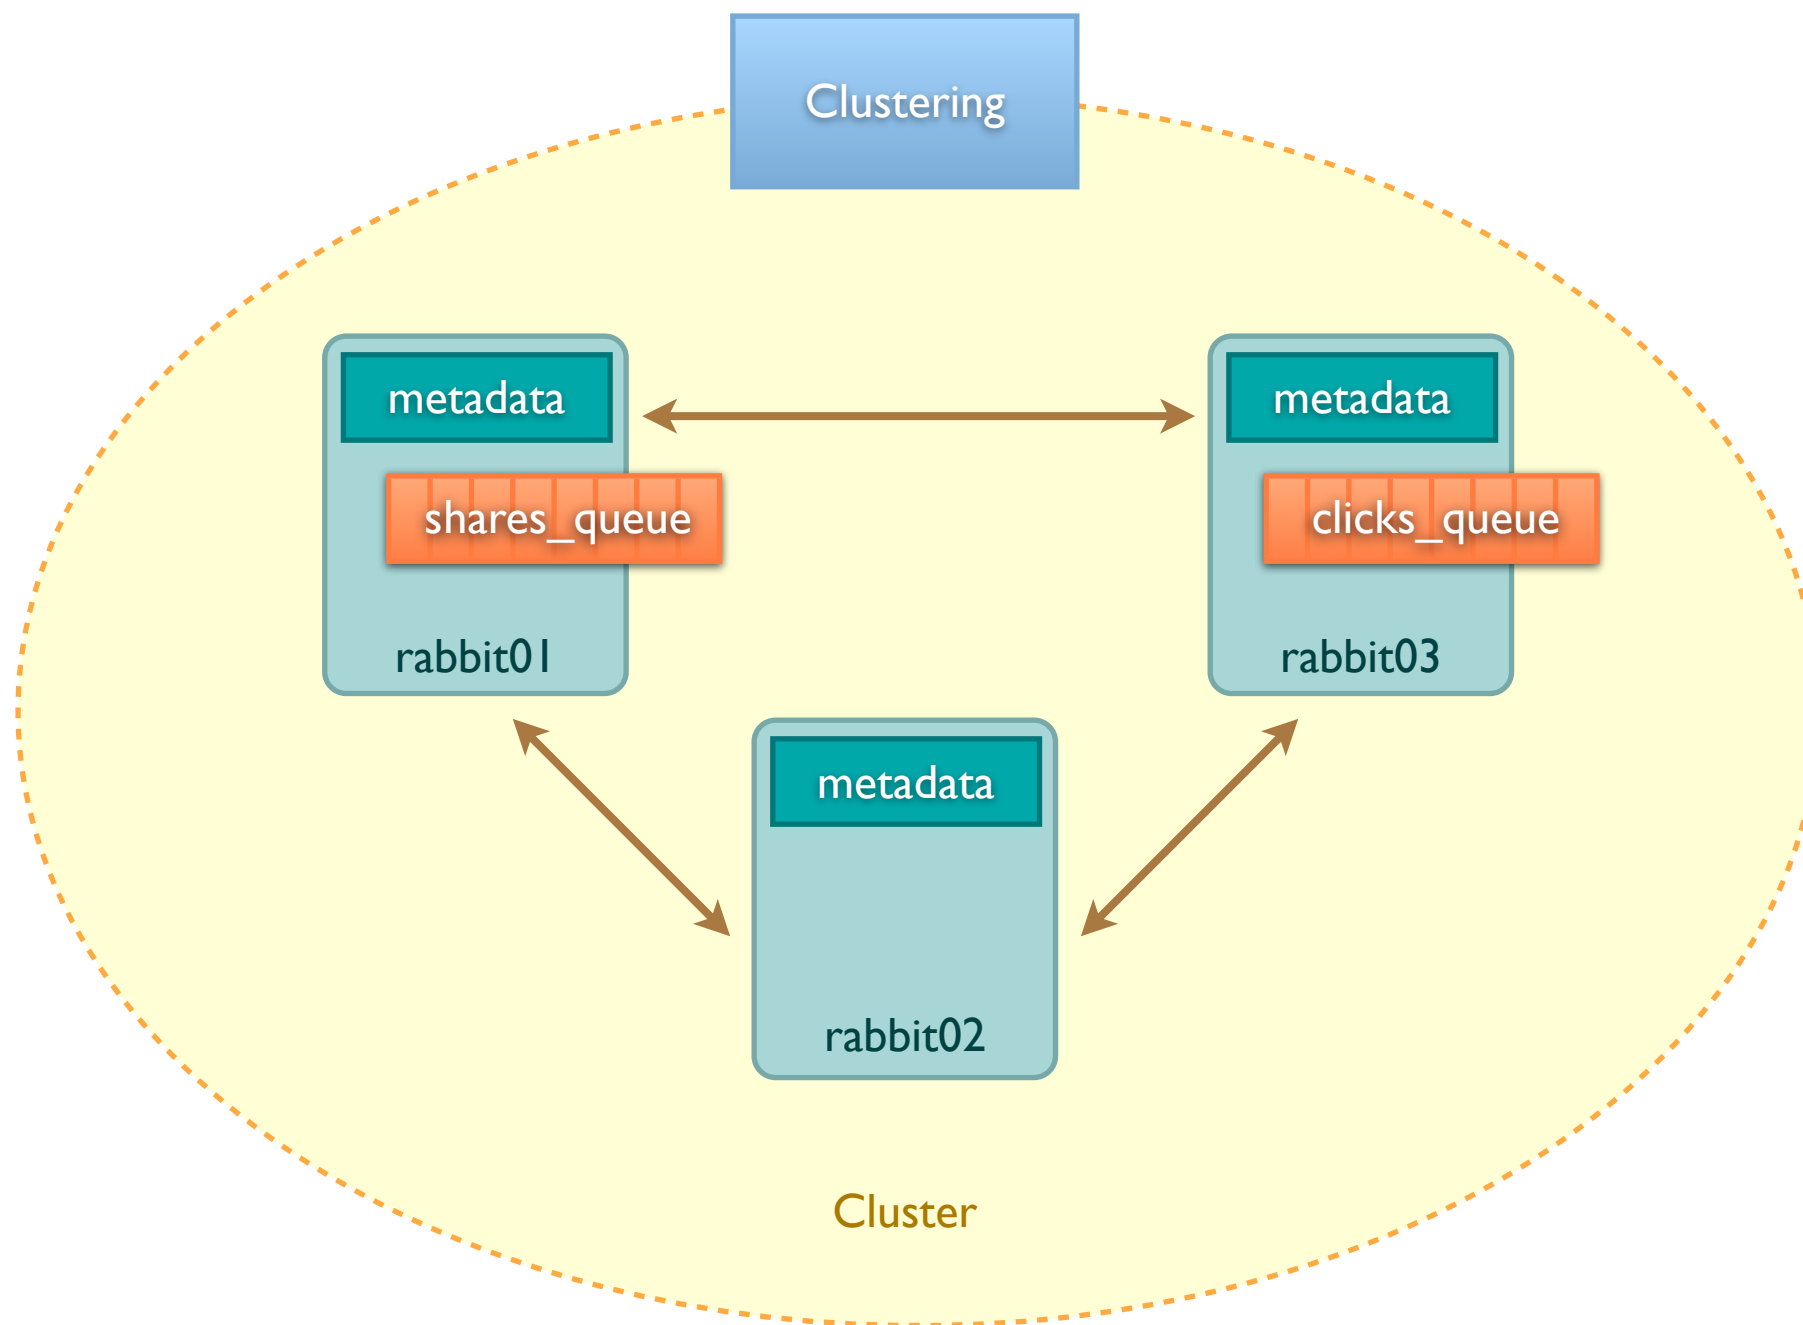 Clustering
metadata
metadata
shares_queue
clicks_queue
rabbit01
rabbit03
metadata
rabbit02
Cluster